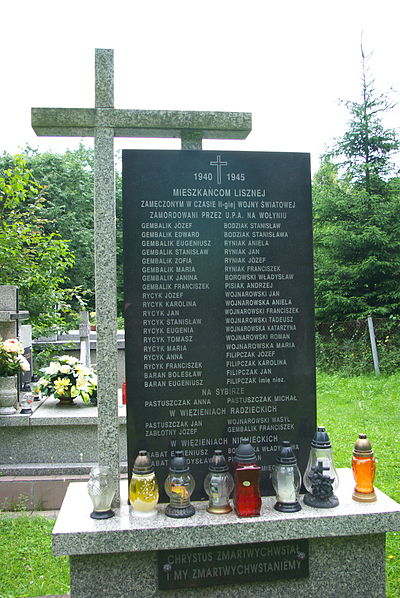 1940 1945
MIESZKAŃCOM LISZNEJ
ZAMĘCZONYM W CZASIE II-giej WOJNY ŚWIATOWEJ
ZAMORDOWANI PRZEZ U.P.A. NA WOŁYNIU
GEMBALIK JÓZEF
GEMBALIK EDWARD
GEMBALIK EUGENIUSZ
GEMBALIK STANISŁAW
GEMBALIK ZOFIA
GEMBALIK MARIA
GEMBALIK JANINA
GEMBALIK FRANCISZEK
RYCYK JÓZEF
RYCYK KAROLINA
RYCYK JAN
RYCYK STANISŁAW
RYCYK EUGENIA
RYCYK TOMASZ
RYCYK MARIA
RYCYK ANNA
BARAN BOLESŁAW
BARAN EUGENIUSZ
BODZIAK STANISŁAW
BODZIAK STANISŁAWA
RYNIAK ANIELA
RYNIAK JAN
RYNIAK JÓZEF
RYNIAK FRANCISZEK
BOROWSKI WŁADYSŁAW
PISIAK ANDRZEJ
WOJNAROWSKI JAN
WOJNAROWSKA ANIELA
WOJNAROWSKI FRANCISZEK
WOJNAROWSKI TADEUSZ
WOJNAROWSKA KATARZYNA
WOJNAROWSKI ROMAN
WOJNAROWSKA MARIA
FILIPCZAK JÓZEF
FILIPCZAK KAROLINA
FILIPCZAK JAN
FILIPCZAK FRANCISZEK
FILIPCZAK imię niez.
NA SYBIRZE
PASTUSZCZAK ANNA PASTUSZCZAK MICHAŁ
W WIĘZIENIACH RADZIECKICH
PASTUSZCZAK JAN WOJNAROWSKI WASYL
ZABŁOTNY JÓZEF GEMBALIK FRANCISZEK
W WIĘZIENIACH NIEMIECKICH
EUGENIUSZ WŁADYSŁAWA
CHRYSTUS ZMARTWYCHWSTAŁ
I MY ZMARTWYCHWSTANIEMY